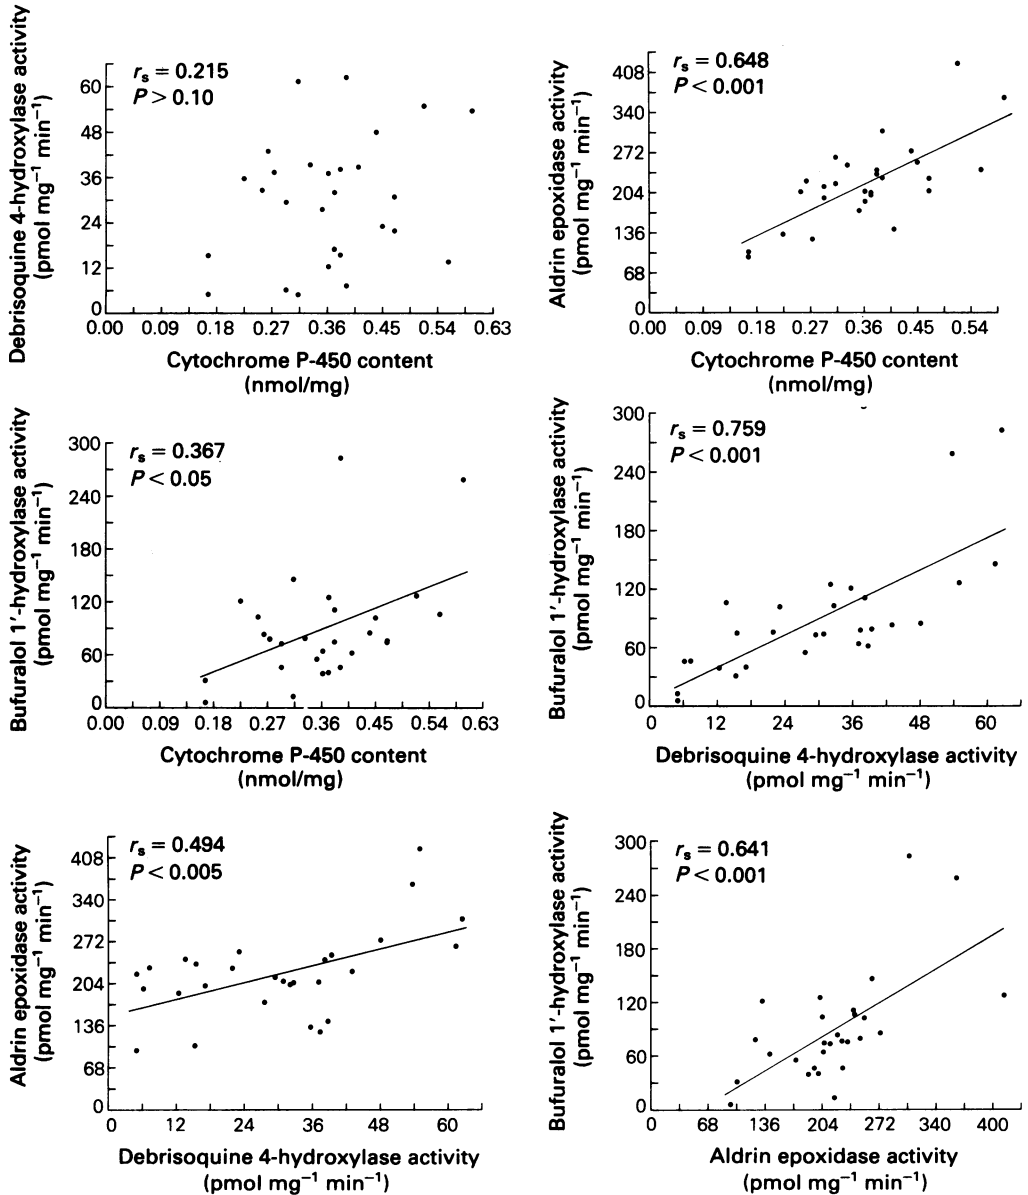 Debrisoquine 4-hydroxylase activity
(pmol mg⁻¹ min⁻¹)
rₛ = 0.215
P > 0.10
60
48
36
24
12
0
0.00 0.09 0.18 0.27 0.36 0.45 0.54 0.63
Cytochrome P-450 content
(nmol/mg)
Aldrin epoxidase activity
(pmol mg⁻¹ min⁻¹)
rₛ = 0.648
P < 0.001
408
340
272
204
136
68
0
0.00 0.09 0.18 0.27 0.36 0.45 0.54
Cytochrome P-450 content
(nmol/mg)
Bufuralol 1′-hydroxylase activity
(pmol mg⁻¹ min⁻¹)
rₛ = 0.367
P < 0.05
300
240
180
120
60
0
0.00 0.09 0.18 0.27 0.36 0.45 0.56 0.63
Cytochrome P-450 content
(nmol/mg)
Bufuralol 1′-hydroxylase activity
(pmol mg⁻¹ min⁻¹)
rₛ = 0.759
P < 0.001
300
240
180
120
60
0
0 12 24 36 48 60
Debrisoquine 4-hydroxylase activity
(pmol mg⁻¹ min⁻¹)
Aldrin epoxidase activity
(pmol mg⁻¹ min⁻¹)
rₛ = 0.494
P < 0.005
408
340
272
204
136
68
0
0 12 24 36 48 60
Debrisoquine 4-hydroxylase activity
(pmol mg⁻¹ min⁻¹)
Bufuralol 1′-hydroxylase activity
(pmol mg⁻¹ min⁻¹)
rₛ = 0.641
P < 0.001
300
240
180
120
60
0
0 68 136 204 272 340 400
Aldrin epoxidase activity
(pmol mg⁻¹ min⁻¹)